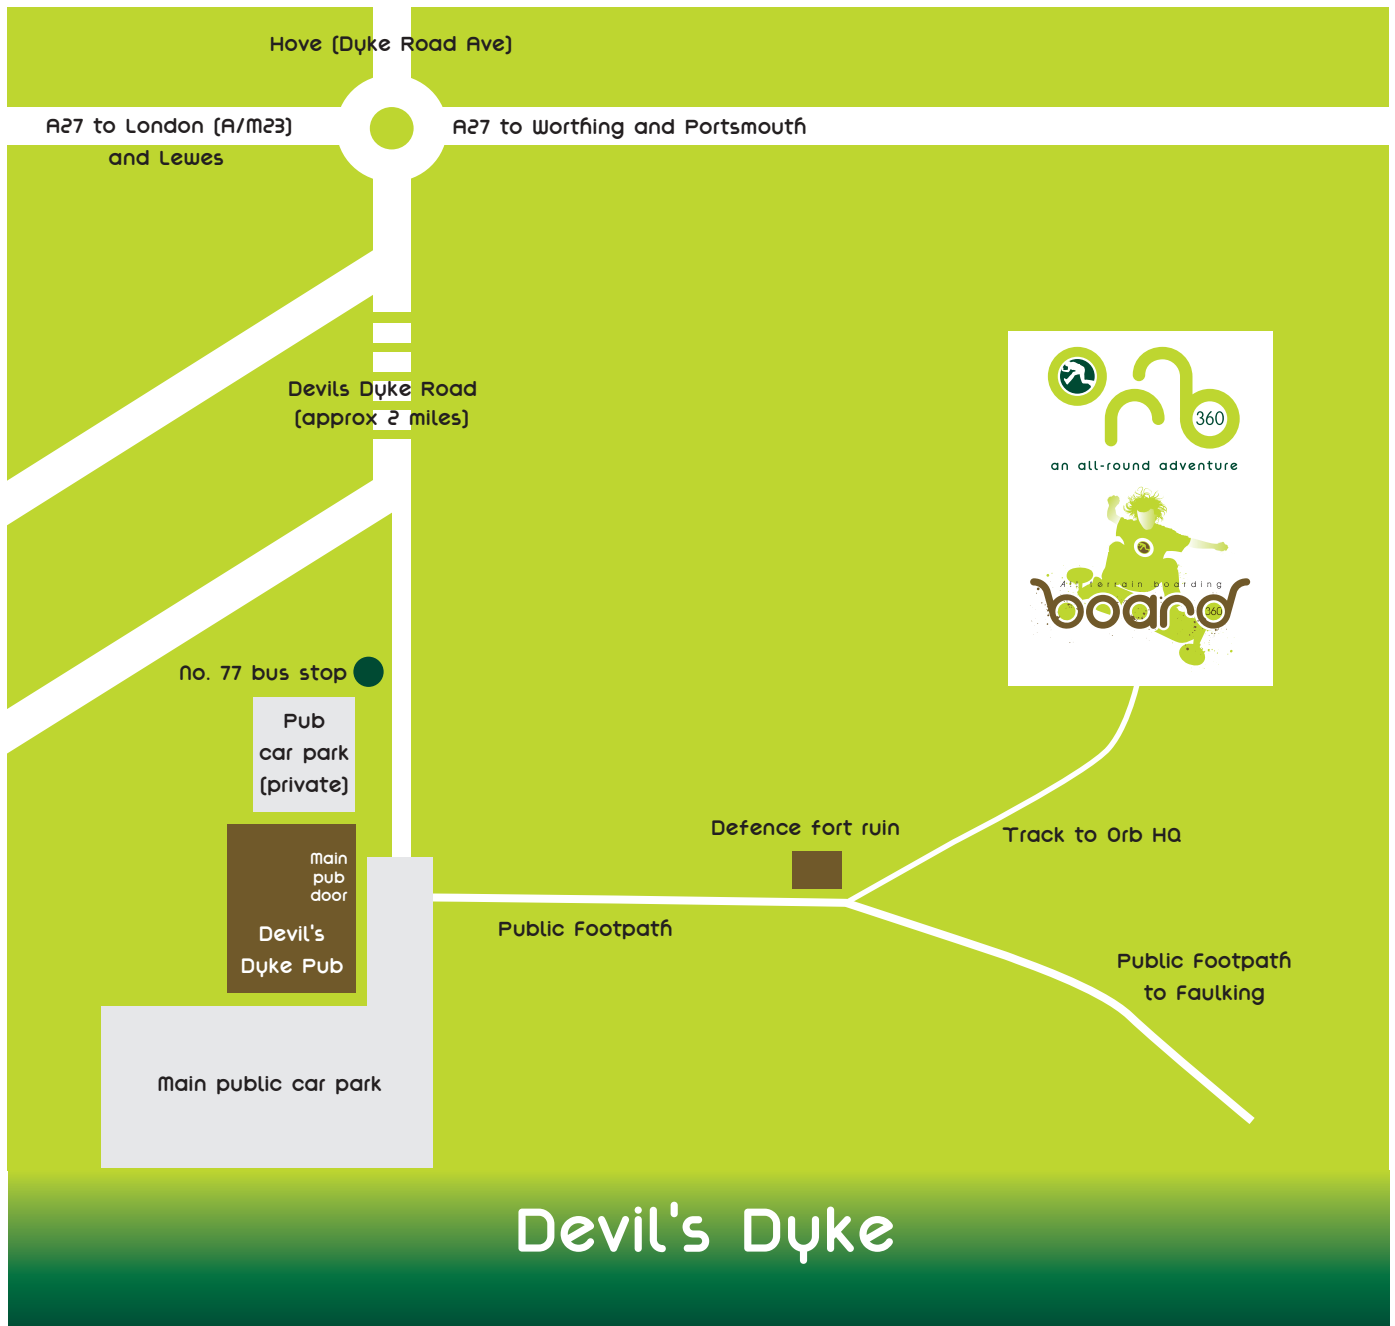 Hove (Dyke Road Ave)
A27 to London (A/M23)
and Lewes
A27 to Worthing and Portsmouth
Devils Dyke Road
(approx 2 miles)
orb
360
an all-round adventure
All terrain boarding
board
360
No. 77 bus stop
Pub
car park
(private)
Main
pub
door
Devil's
Dyke Pub
Defence fort ruin
Track to Orb HQ
Public Footpath
Public Footpath
to Faulking
Main public car park
Devil's Dyke